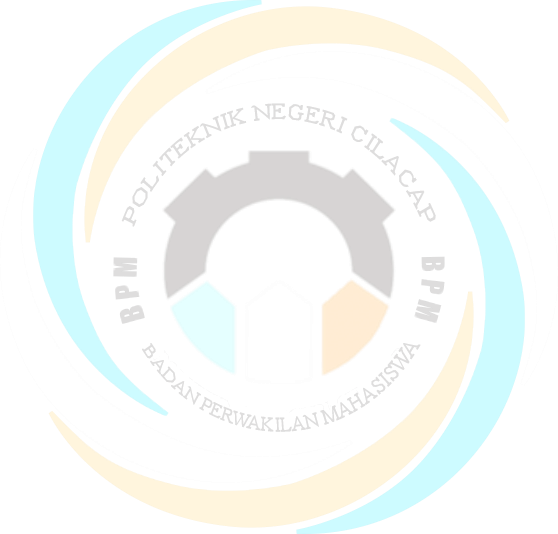 POLITEKNIK NEGERI CILACAP
BPM
BPM
BADAN PERWAKILAN MAHASISWA